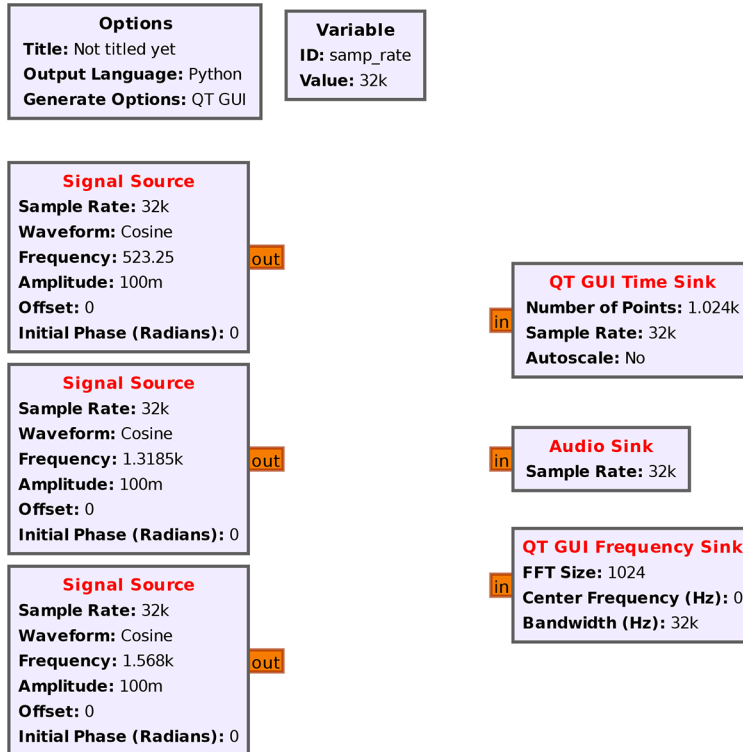 Options
Title: Not titled yet
Output Language: Python
Generate Options: QT GUI
Variable
ID: samp_rate
Value: 32k
Signal Source
Sample Rate: 32k
Waveform: Cosine
Frequency: 523.25
Amplitude: 100m
Offset: 0
Initial Phase (Radians): 0
out
Signal Source
Sample Rate: 32k
Waveform: Cosine
Frequency: 1.3185k
Amplitude: 100m
Offset: 0
Initial Phase (Radians): 0
out
Signal Source
Sample Rate: 32k
Waveform: Cosine
Frequency: 1.568k
Amplitude: 100m
Offset: 0
Initial Phase (Radians): 0
out
in
QT GUI Time Sink
Number of Points: 1.024k
Sample Rate: 32k
Autoscale: No
in
Audio Sink
Sample Rate: 32k
in
QT GUI Frequency Sink
FFT Size: 1024
Center Frequency (Hz): 0
Bandwidth (Hz): 32k